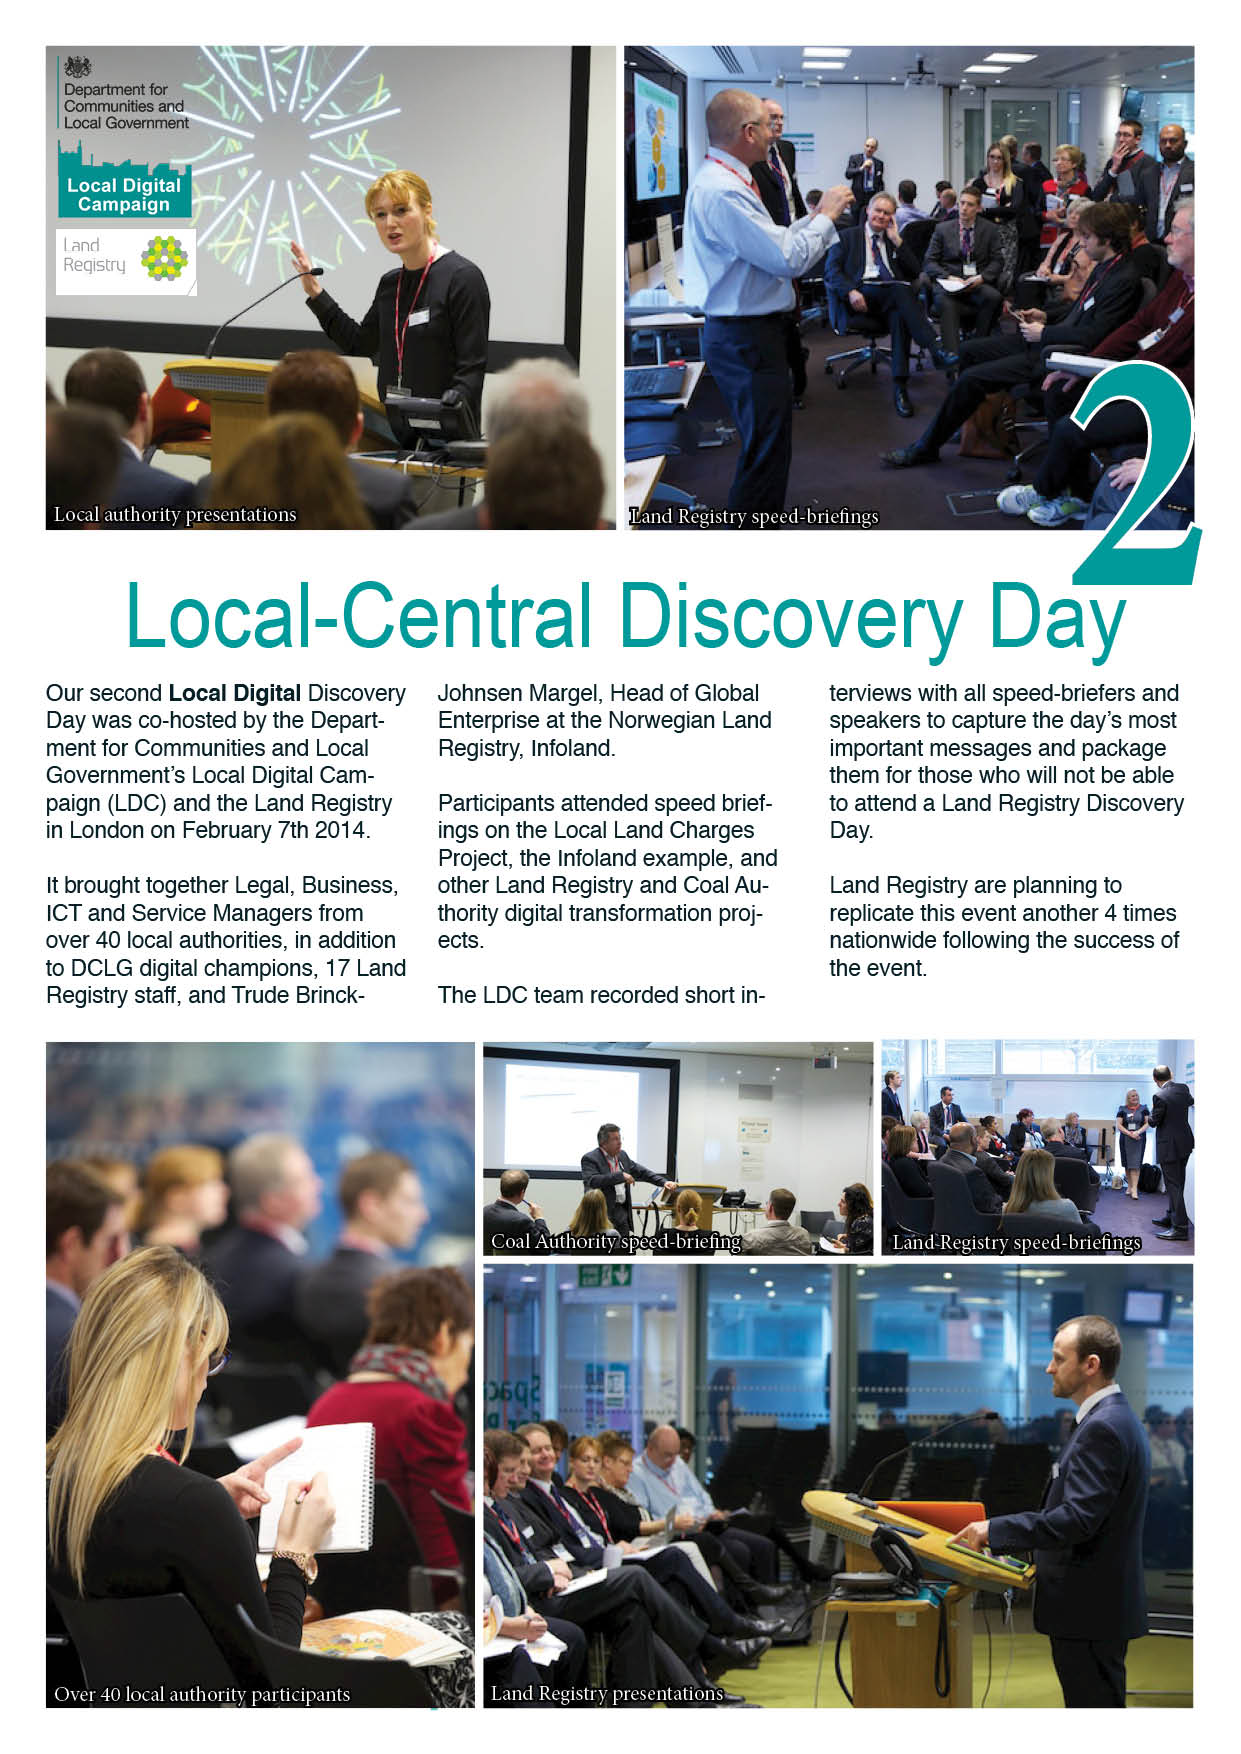 Department for
Communities and
Local Government
Local Digital
Campaign
Land
Registry
Local authority presentations
Land Registry speed-briefings
2
Local-Central Discovery Day
Our second Local Digital Discovery
Day was co-hosted by the Depart-
ment for Communities and Local
Government's Local Digital Cam-
paign (LDC) and the Land Registry
in London on February 7th 2014.
It brought together Legal, Business,
ICT and Service Managers from
over 40 local authorities, in addition
to DCLG digital champions, 17 Land
Registry staff, and Trude Brinck-
Johnsen Margel, Head of Global
Enterprise at the Norwegian Land
Registry, Infoland.
Participants attended speed brief-
ings on the Local Land Charges
Project, the Infoland example, and
other Land Registry and Coal Au-
thority digital transformation proj-
ects.
The LDC team recorded short in-
terviews with all speed-briefers and
speakers to capture the day's most
important messages and package
them for those who will not be able
to attend a Land Registry Discovery
Day.
Land Registry are planning to
replicate this event another 4 times
nationwide following the success of
the event.
Coal Authority speed-briefing
Land Registry speed-briefings
Over 40 local authority participants
Land Registry presentations